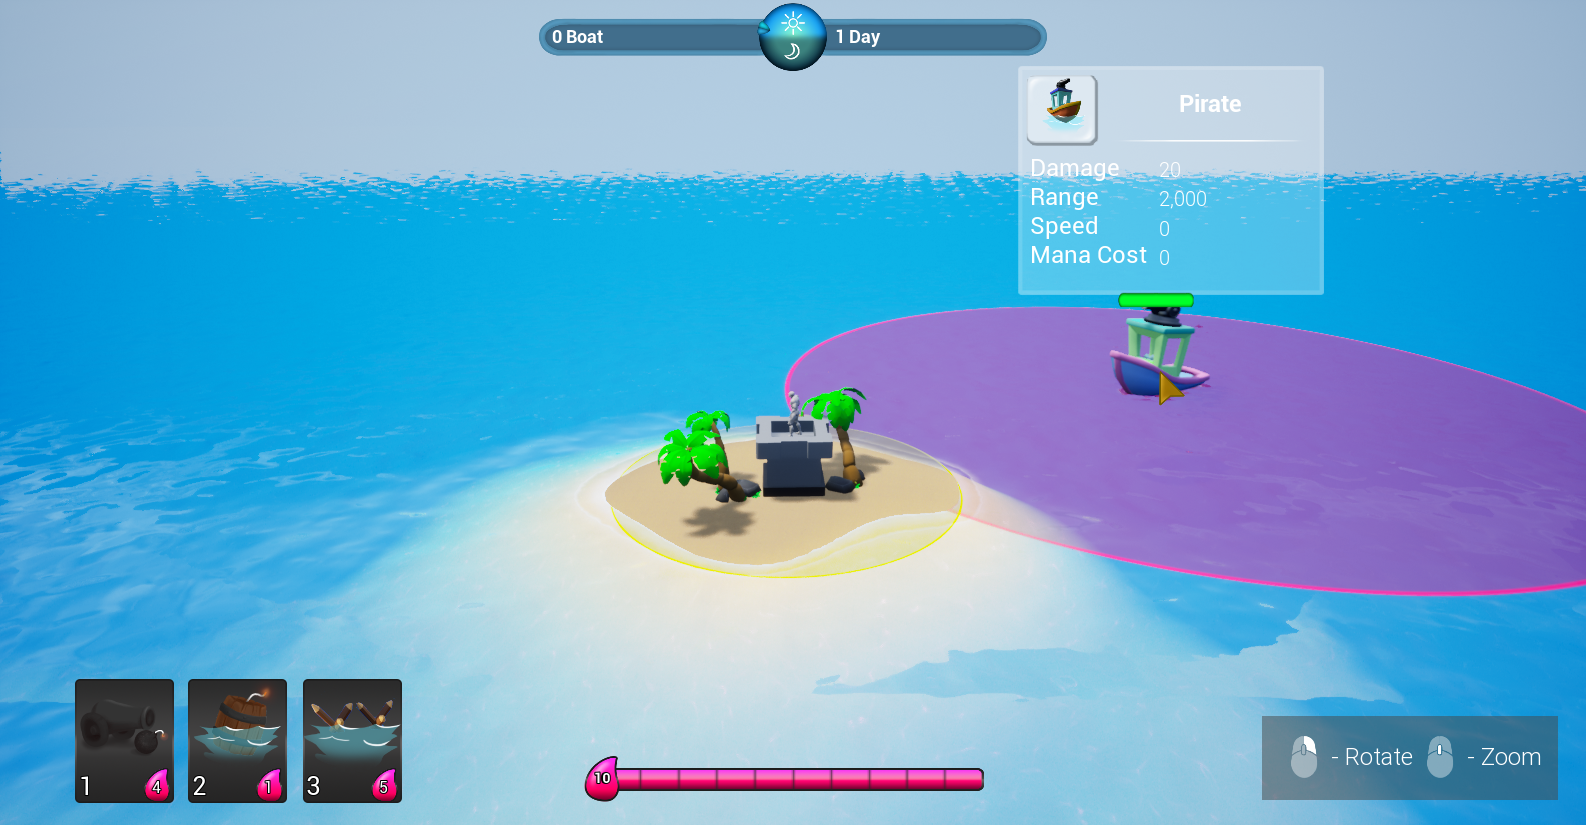 0 Boat
1 Day
Pirate
Damage 20
Range 2,000
Speed 0
Mana Cost 0
1 4
2 1
3 5
10
- Rotate - Zoom